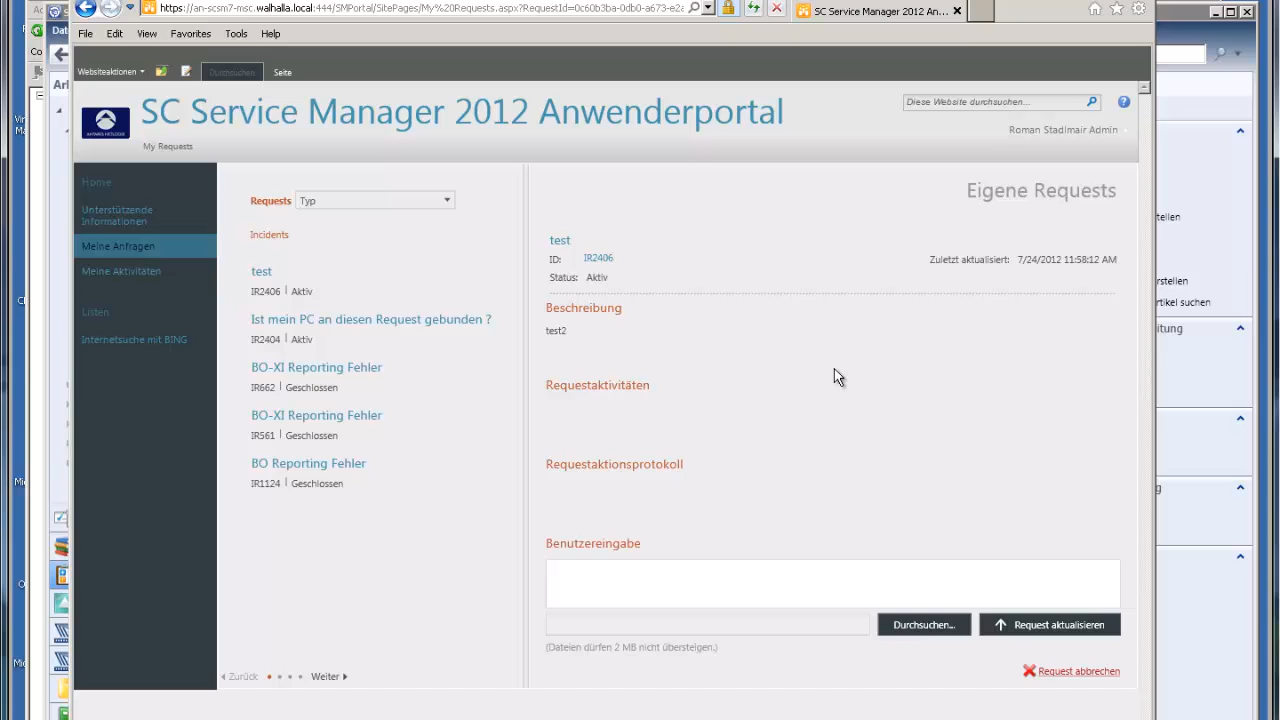 https://an-scsm7-msc.walhalla.local:444/SMPortal/SitePages/My%20Requests.aspx?RequestId=0c60b3ba-0db0-a673-e2a
SC Service Manager 2012 An...
File Edit View Favorites Tools Help
Websiteaktionen Durchsuchen Seite
SC Service Manager 2012 Anwenderportal
Diese Website durchsuchen...
Roman Stadlmair Admin
My Requests
Home
Unterstützende
Informationen
Meine Anfragen
Meine Aktivitäten
Listen
Internetsuche mit BING
Requests Typ
Incidents
test
IR2406 | Aktiv
Ist mein PC an diesen Request gebunden ?
IR2404 | Aktiv
BO-XI Reporting Fehler
IR662 | Geschlossen
BO-XI Reporting Fehler
IR561 | Geschlossen
BO Reporting Fehler
IR1124 | Geschlossen
Zurück Weiter
Eigene Requests
test
ID: IR2406
Zuletzt aktualisiert: 7/24/2012 11:58:12 AM
Status: Aktiv
Beschreibung
test2
Requestaktivitäten
Requestaktionsprotokoll
Benutzereingabe
Durchsuchen... Request aktualisieren
(Dateien dürfen 2 MB nicht übersteigen.)
Request abbrechen
stellen
rstellen
artikel suchen
itung